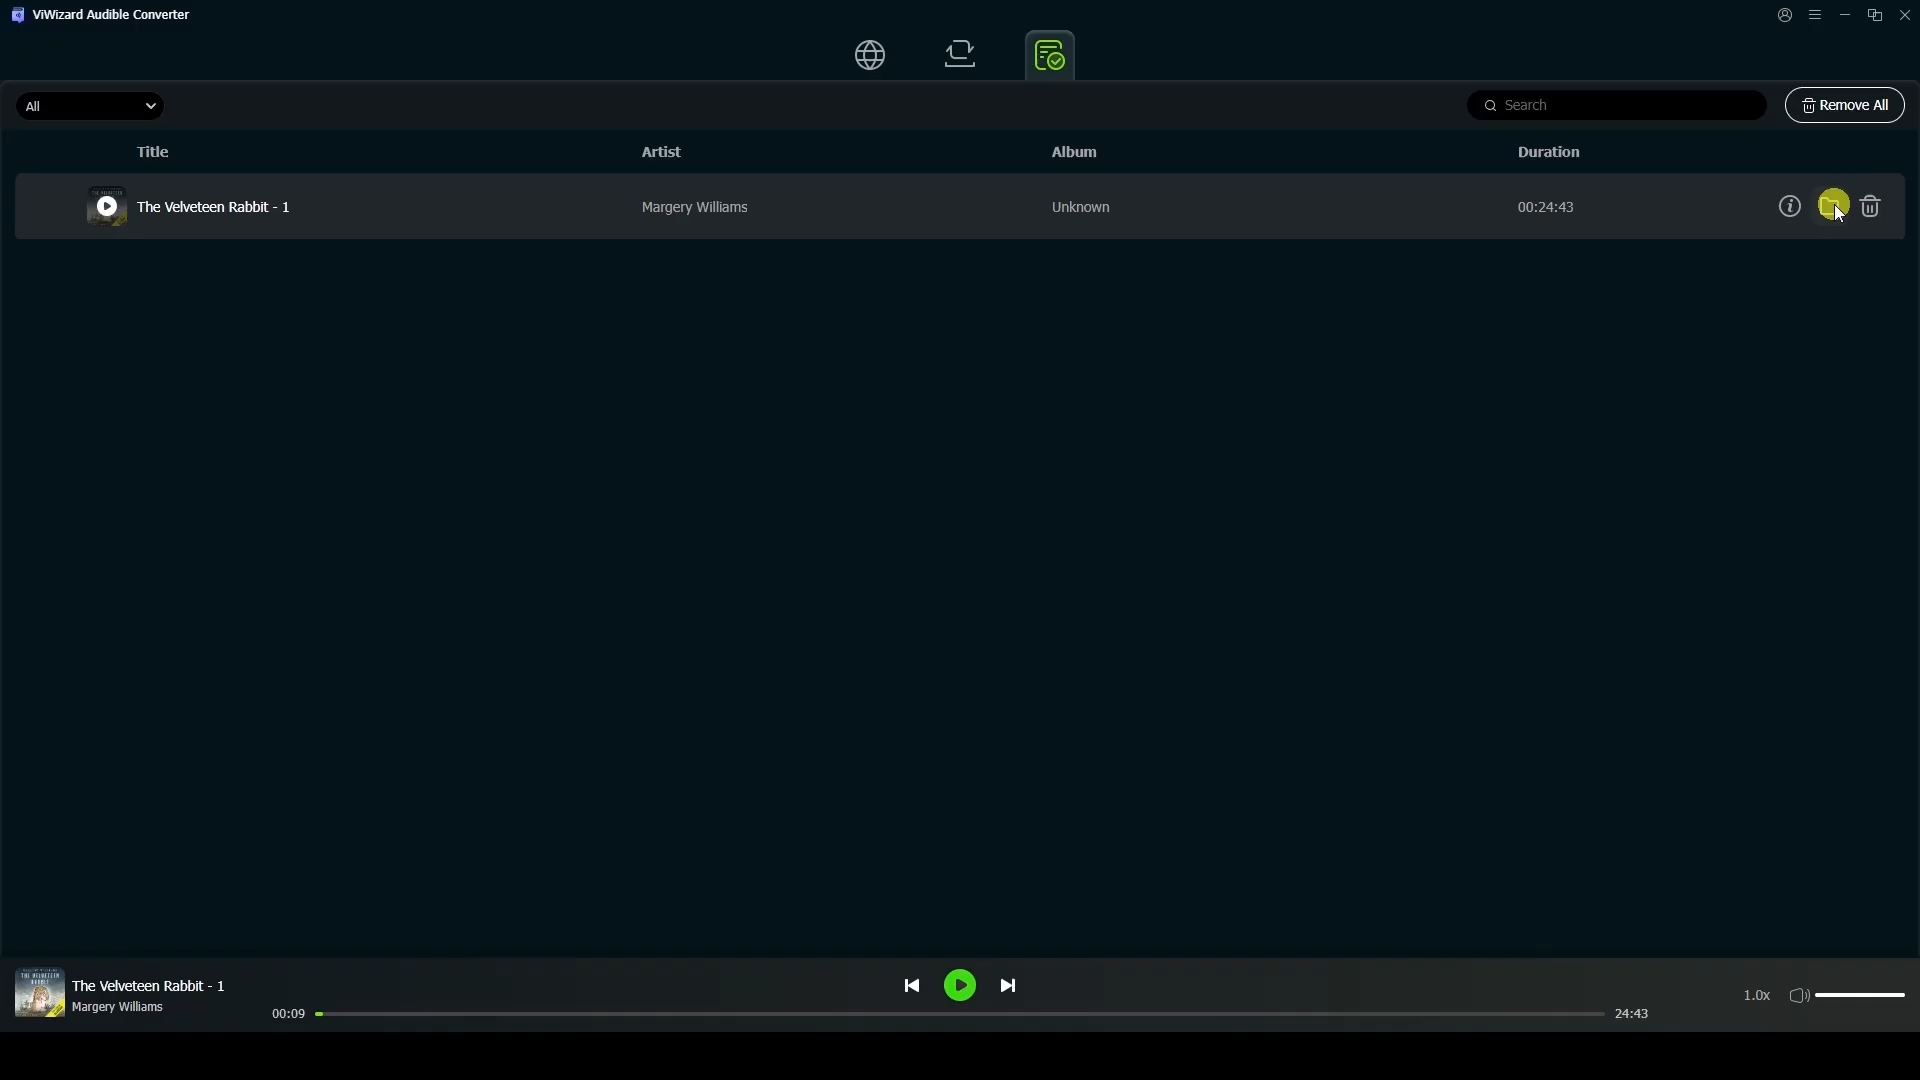 ViWizard Audible Converter
All
Search
Remove All
Title Artist Album Duration
The Velveteen Rabbit - 1 Margery Williams Unknown 00:24:43
The Velveteen Rabbit - 1
Margery Williams
00:09
24:43
1.0x